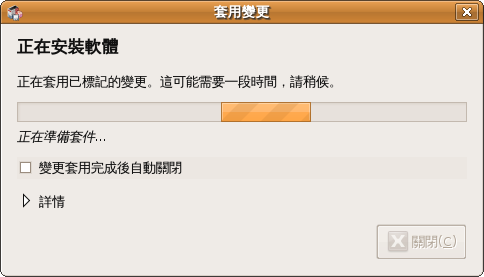 套用變更
正在安裝軟體
正在套用已標記的變更。這可能需要一段時間，請稍候。
正在準備套件...
變更套用完成後自動關閉
詳情
關閉(C)